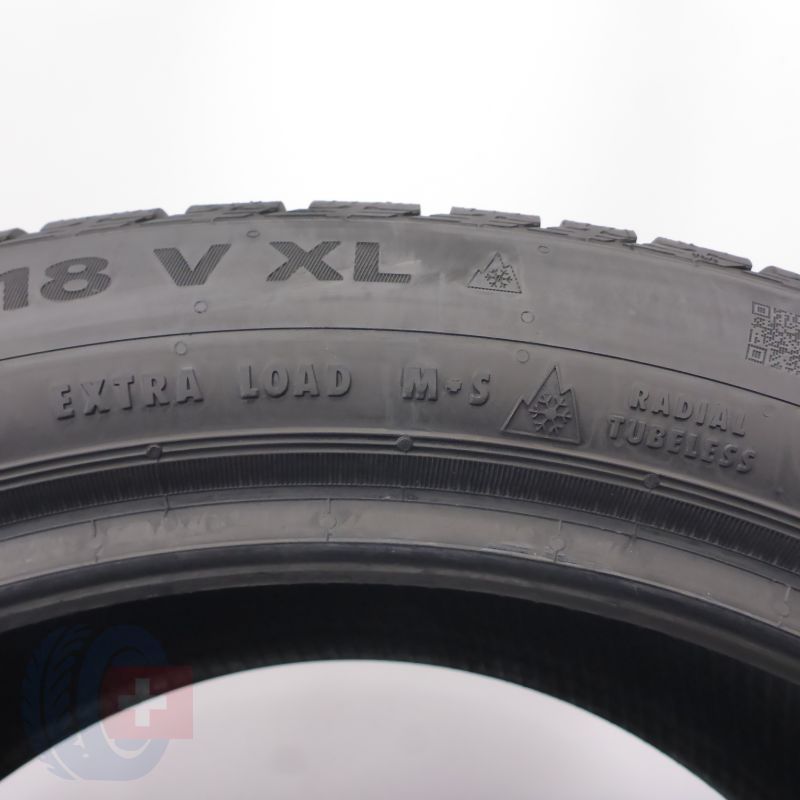 18 V XL
EXTRA LOAD M+S RADIAL
TUBELESS